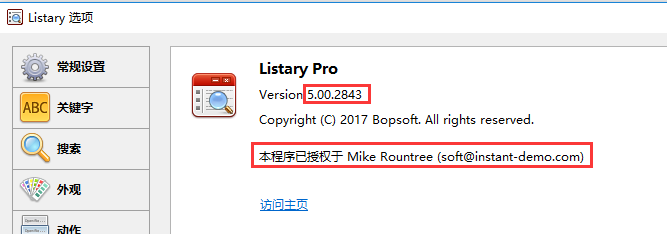 Listary 选项
常规设置
ABC
关键字
搜索
外观
动作
Listary Pro
Version 5.00.2843
Copyright (C) 2017 Bopsoft. All rights reserved.
本程序已授权于 Mike Rountree (soft@instant-demo.com)
访问主页